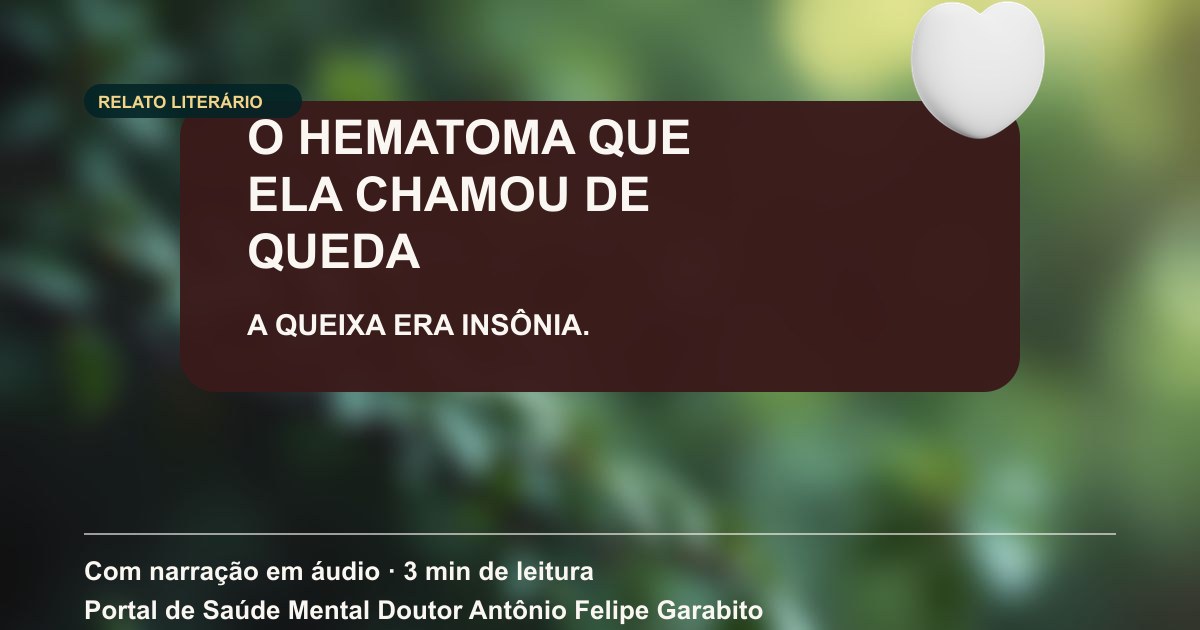 RELATO LITERÁRIO
O HEMATOMA QUE
ELA CHAMOU DE
QUEDA
A QUEIXA ERA INSÔNIA.
Com narração em áudio · 3 min de leitura
Portal de Saúde Mental Doutor Antônio Felipe Garabito